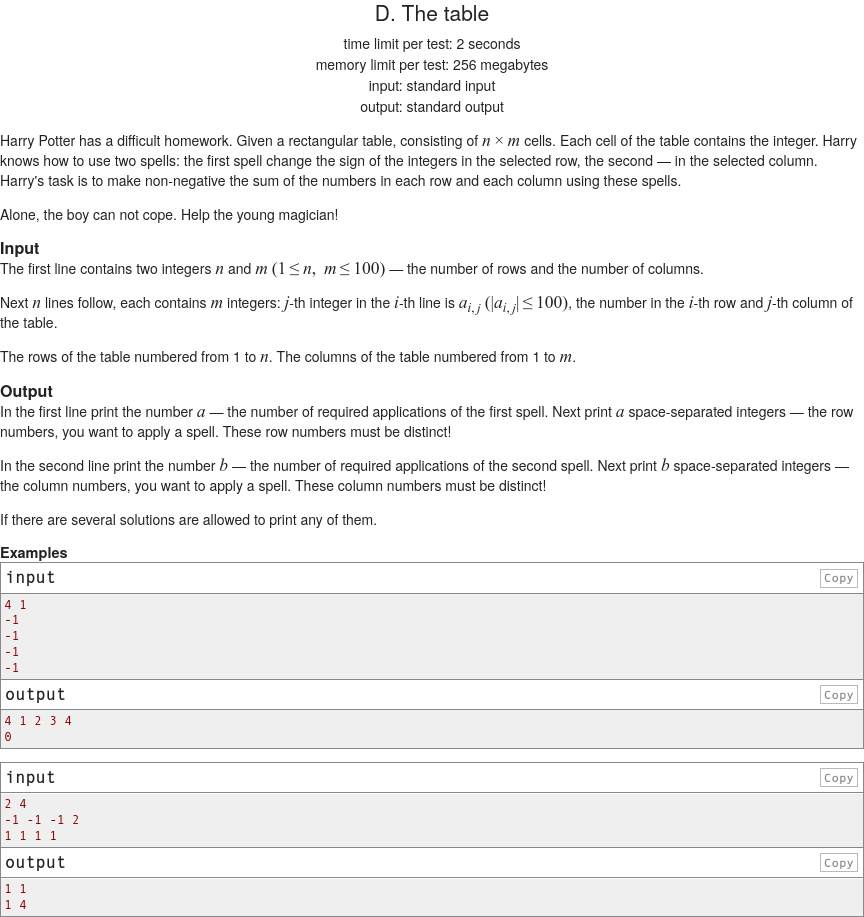 D. The table
time limit per test: 2 seconds
memory limit per test: 256 megabytes
input: standard input
output: standard output
Harry Potter has a difficult homework. Given a rectangular table, consisting of n × m cells. Each cell of the table contains the integer. Harry
knows how to use two spells: the first spell change the sign of the integers in the selected row, the second — in the selected column.
Harry's task is to make non-negative the sum of the numbers in each row and each column using these spells.
Alone, the boy can not cope. Help the young magician!
Input
The first line contains two integers n and m (1 ≤ n, m ≤ 100) — the number of rows and the number of columns.
Next n lines follow, each contains m integers: j-th integer in the i-th line is a_{i, j} (|a_{i, j}| ≤ 100), the number in the i-th row and j-th column of
the table.
The rows of the table numbered from 1 to n. The columns of the table numbered from 1 to m.
Output
In the first line print the number a — the number of required applications of the first spell. Next print a space-separated integers — the row
numbers, you want to apply a spell. These row numbers must be distinct!
In the second line print the number b — the number of required applications of the second spell. Next print b space-separated integers —
the column numbers, you want to apply a spell. These column numbers must be distinct!
If there are several solutions are allowed to print any of them.
Examples
input Copy
4 1
-1
-1
-1
-1
output Copy
4 1 2 3 4
0
input Copy
2 4
-1 -1 -1 2
1 1 1 1
output Copy
1 1
1 4